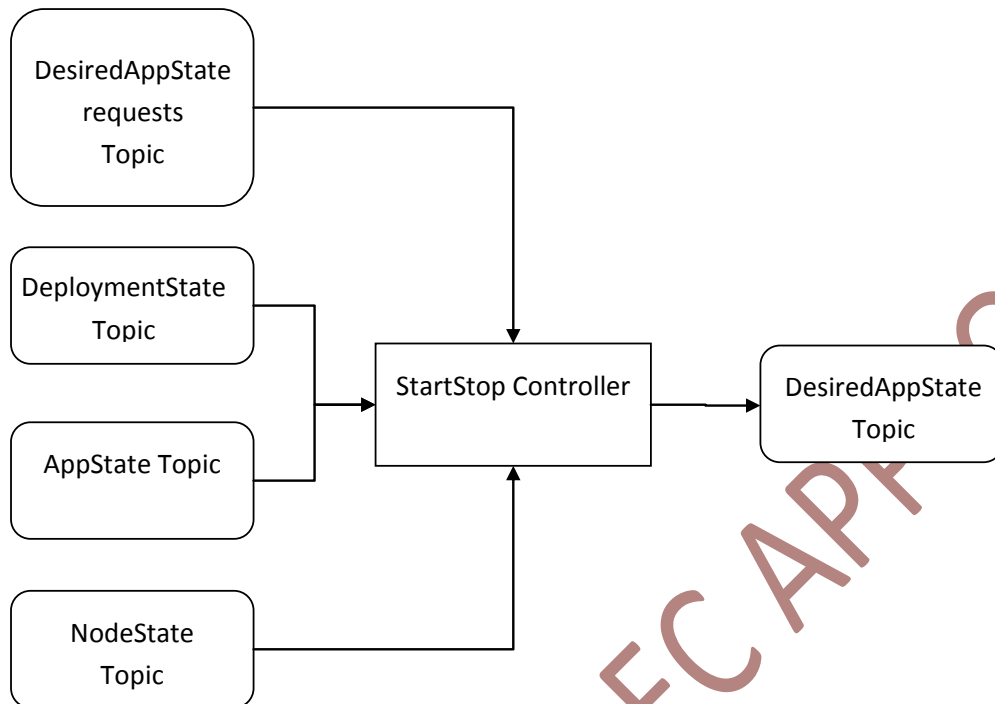 DesiredAppState
requests
Topic
DeploymentState
Topic
AppState Topic
NodeState
Topic
StartStop Controller
DesiredAppState
Topic